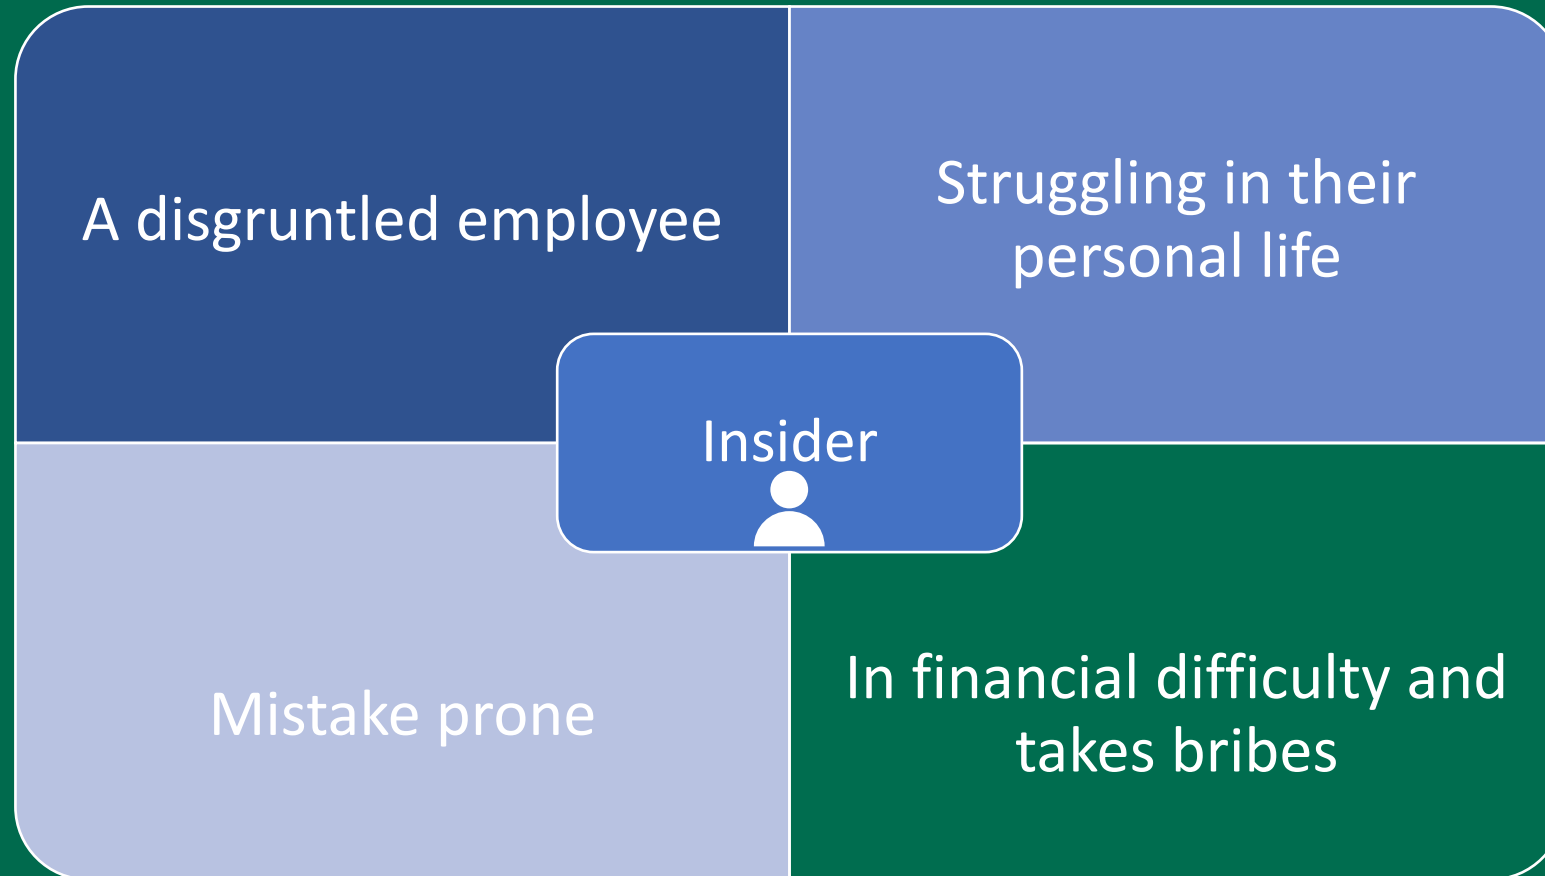 A disgruntled employee
Struggling in their
personal life
Insider
Mistake prone
In financial difficulty and
takes bribes